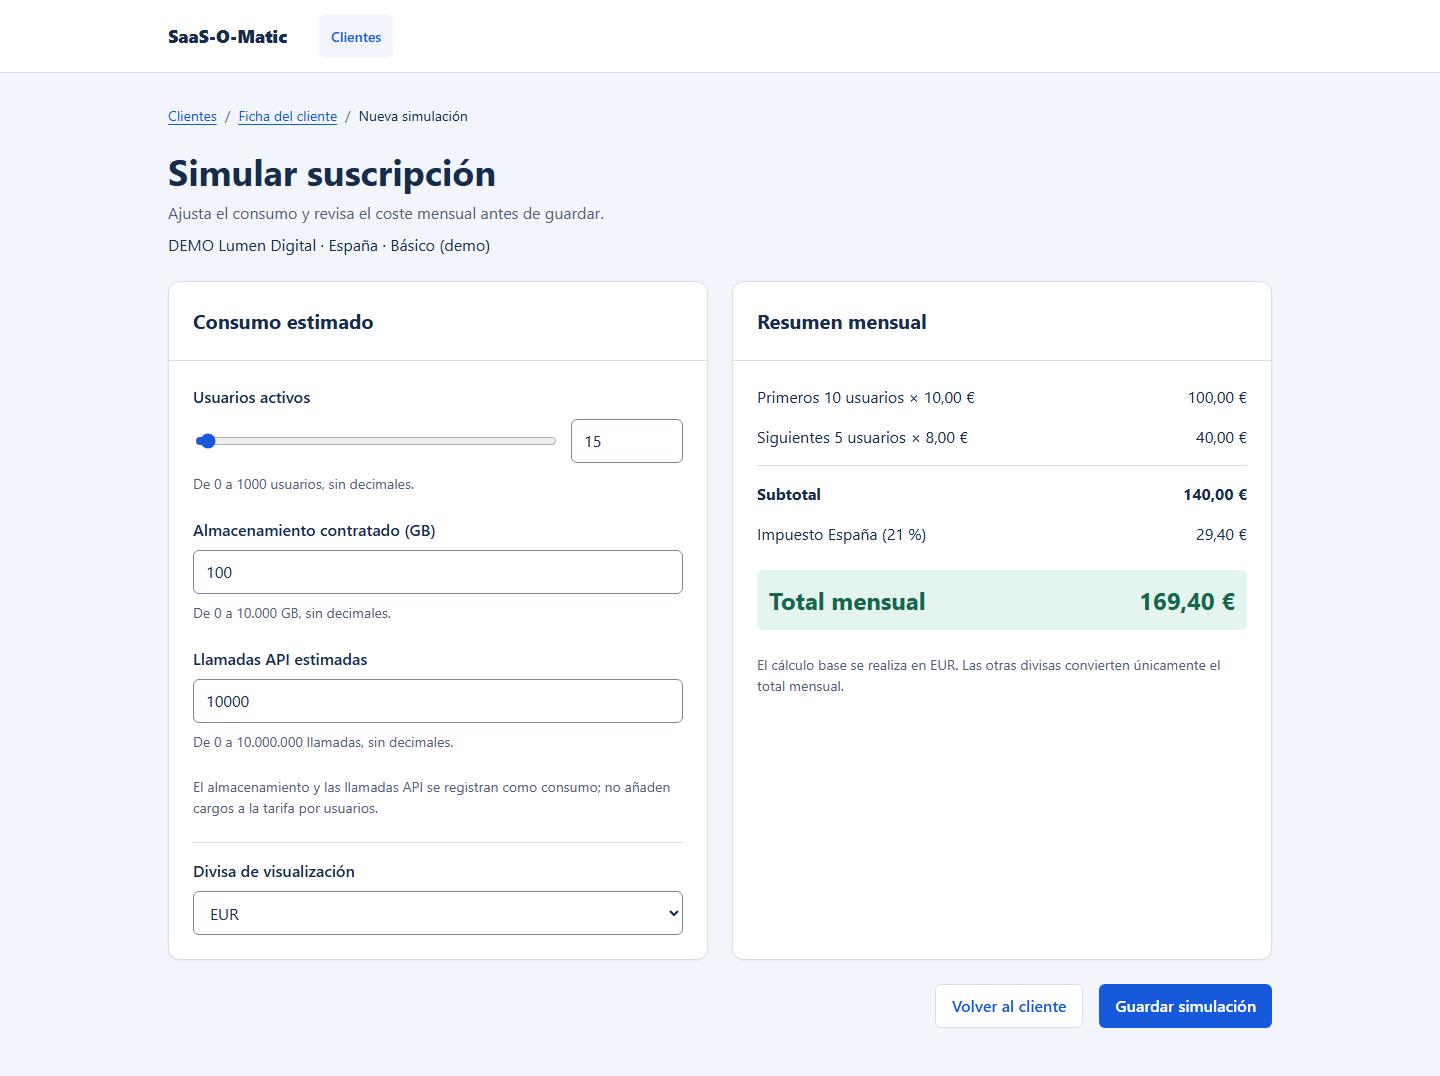 SaaS-O-Matic
Clientes
Clientes / Ficha del cliente / Nueva simulación
Simular suscripción
Ajusta el consumo y revisa el coste mensual antes de guardar.
DEMO Lumen Digital · España · Básico (demo)
Consumo estimado
Usuarios activos
15
De 0 a 1000 usuarios, sin decimales.
Almacenamiento contratado (GB)
100
De 0 a 10.000 GB, sin decimales.
Llamadas API estimadas
10000
De 0 a 10.000.000 llamadas, sin decimales.
El almacenamiento y las llamadas API se registran como consumo; no añaden
cargos a la tarifa por usuarios.
Divisa de visualización
EUR
Resumen mensual
Primeros 10 usuarios × 10,00 € 100,00 €
Siguientes 5 usuarios × 8,00 € 40,00 €
Subtotal 140,00 €
Impuesto España (21 %) 29,40 €
Total mensual 169,40 €
El cálculo base se realiza en EUR. Las otras divisas convierten únicamente el
total mensual.
Volver al cliente
Guardar simulación